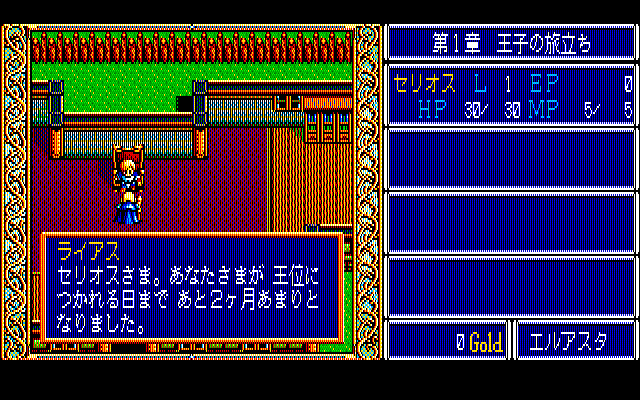 第1章 王子の旅立ち
セリオス L 1 EP 0
HP 30/ 30 MP 5/ 5
ライアス
セリオスさま。あなたさまが 王位に
つかれる日まで あと2ヶ月あまりと
なりました。
0 Gold エルアスタ